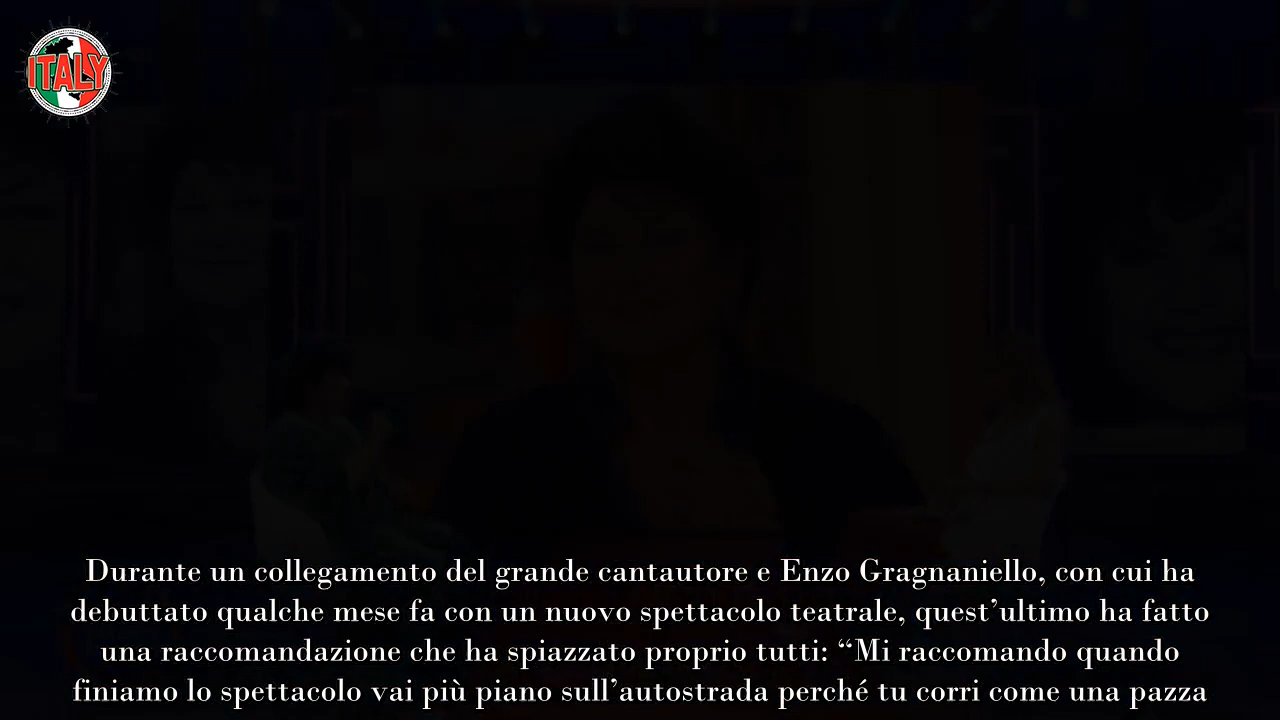 ITALY
Durante un collegamento del grande cantautore e Enzo Gragnaniello, con cui ha
debuttato qualche mese fa con un nuovo spettacolo teatrale, quest’ultimo ha fatto
una raccomandazione che ha spiazzato proprio tutti: “Mi raccomando quando
finiamo lo spettacolo vai più piano sull’autostrada perché tu corri come una pazza